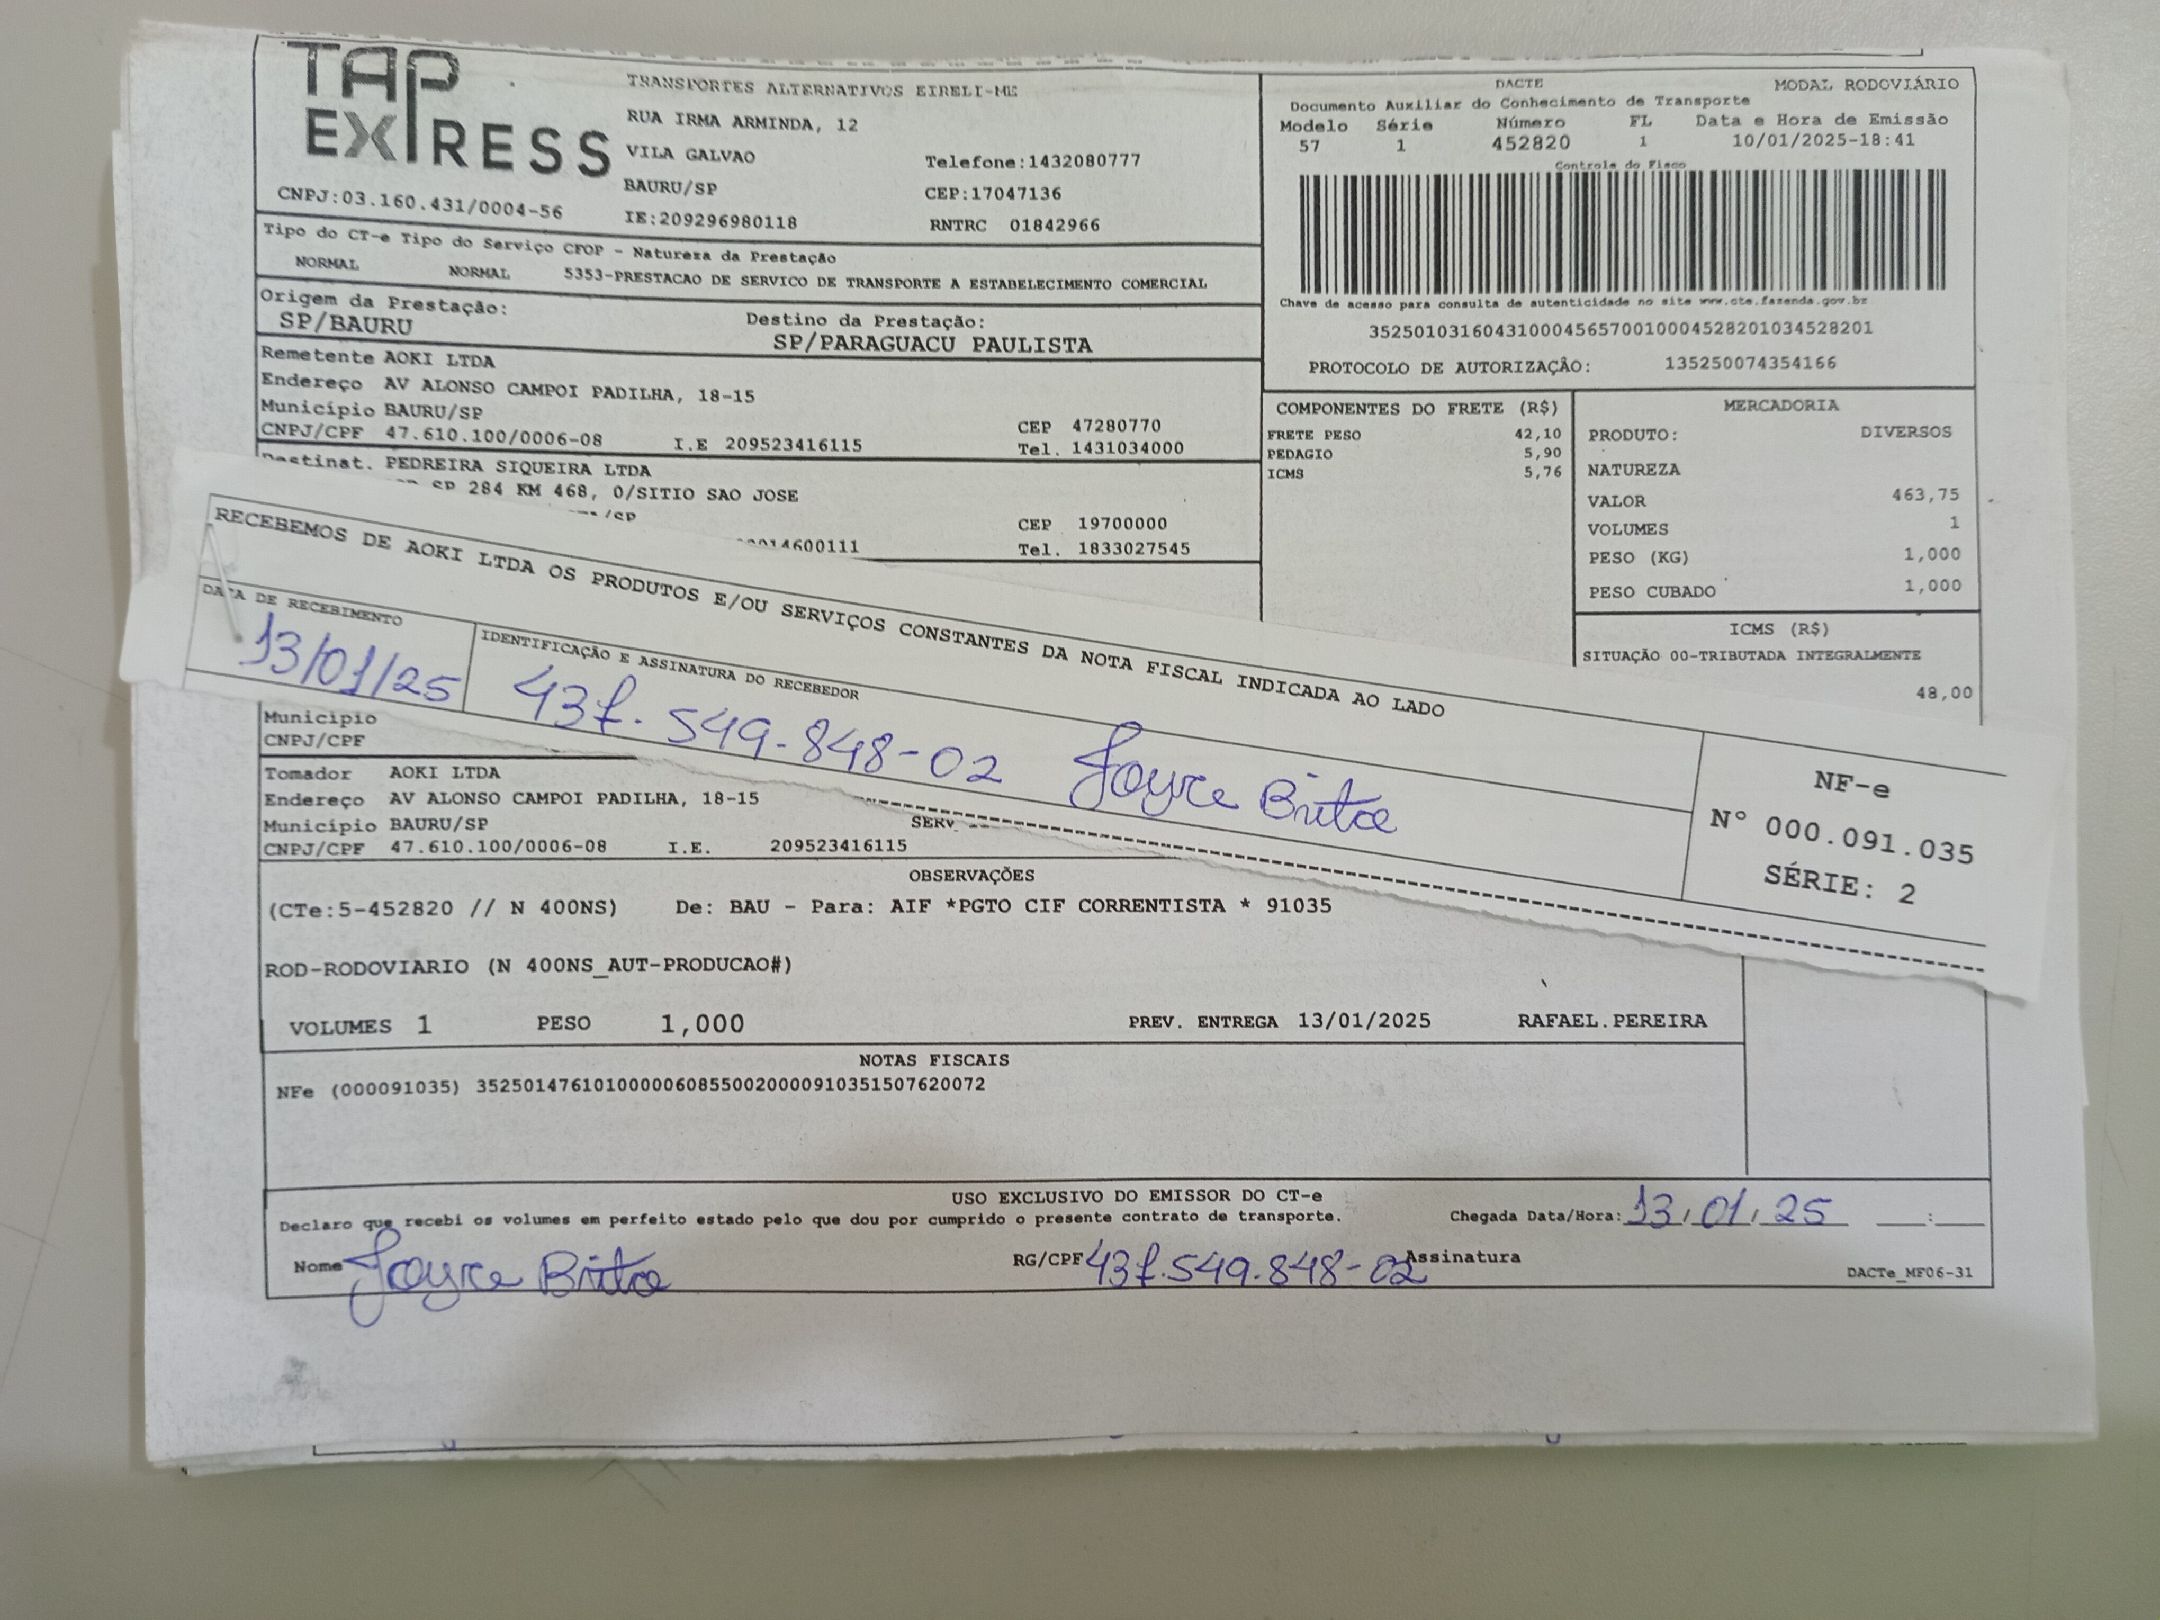 TAP EXPRESS
TRANSPORTES ALTERNATIVOS EIRELI-ME
RUA IRMA ARMINDA, 12
VILA GALVAO Telefone:1432080777
BAURU/SP CEP:17047136
CNPJ:03.160.431/0004-56 IE:209296980118 RNTRC 01842966
DACTE MODAL RODOVIÁRIO
Documento Auxiliar do Conhecimento de Transporte
Modelo Série Número FL Data e Hora de Emissão
57 1 452820 1 10/01/2025-18:41
Controle do Fisco
Chave de acesso para consulta de autenticidade no site www.cte.fazenda.gov.br
35250103160431000456570010004528201034528201
PROTOCOLO DE AUTORIZAÇÃO: 135250074354166
Tipo do CT-e Tipo do Serviço CFOP - Natureza da Prestação
NORMAL NORMAL 5353-PRESTACAO DE SERVICO DE TRANSPORTE A ESTABELECIMENTO COMERCIAL
Origem da Prestação: Destino da Prestação:
SP/BAURU SP/PARAGUACU PAULISTA
Remetente AOKI LTDA
Endereço AV ALONSO CAMPOI PADILHA, 18-15
Município BAURU/SP CEP 47280770
CNPJ/CPF 47.610.100/0006-08 I.E 209523416115 Tel. 1431034000
Destinat. PEDREIRA SIQUEIRA LTDA
SP 284 KM 468, 0/SITIO SAO JOSE
/SP CEP 19700000
14600111 Tel. 1833027545
COMPONENTES DO FRETE (R$)
FRETE PESO 42,10
PEDAGIO 5,90
ICMS 5,76
MERCADORIA
PRODUTO: DIVERSOS
NATUREZA
VALOR 463,75
VOLUMES 1
PESO (KG) 1,000
PESO CUBADO 1,000
ICMS (R$)
SITUAÇÃO 00-TRIBUTADA INTEGRALMENTE
48,00
RECEBEMOS DE AOKI LTDA OS PRODUTOS E/OU SERVIÇOS CONSTANTES DA NOTA FISCAL INDICADA AO LADO
DATA DE RECEBIMENTO IDENTIFICAÇÃO E ASSINATURA DO RECEBEDOR
13/01/25 437.549.848-02 Joyce Brito
NF-e
Nº 000.091.035
SÉRIE: 2
Município
CNPJ/CPF
Tomador AOKI LTDA
Endereço AV ALONSO CAMPOI PADILHA, 18-15
Município BAURU/SP SERV
CNPJ/CPF 47.610.100/0006-08 I.E. 209523416115
OBSERVAÇÕES
(CTe:5-452820 // N 400NS) De: BAU - Para: AIF *PGTO CIF CORRENTISTA * 91035
ROD-RODOVIARIO (N 400NS_AUT-PRODUCAO#)
VOLUMES 1 PESO 1,000 PREV. ENTREGA 13/01/2025 RAFAEL.PEREIRA
NOTAS FISCAIS
NFe (000091035) 35250147610100000608550020000910351507620072
USO EXCLUSIVO DO EMISSOR DO CT-e
Declaro que recebi os volumes em perfeito estado pelo que dou por cumprido o presente contrato de transporte. Chegada Data/Hora: 13/01/25 __:__
Nome Joyce Brito RG/CPF 437.549.848-02 Assinatura
DACTe_MF06-31